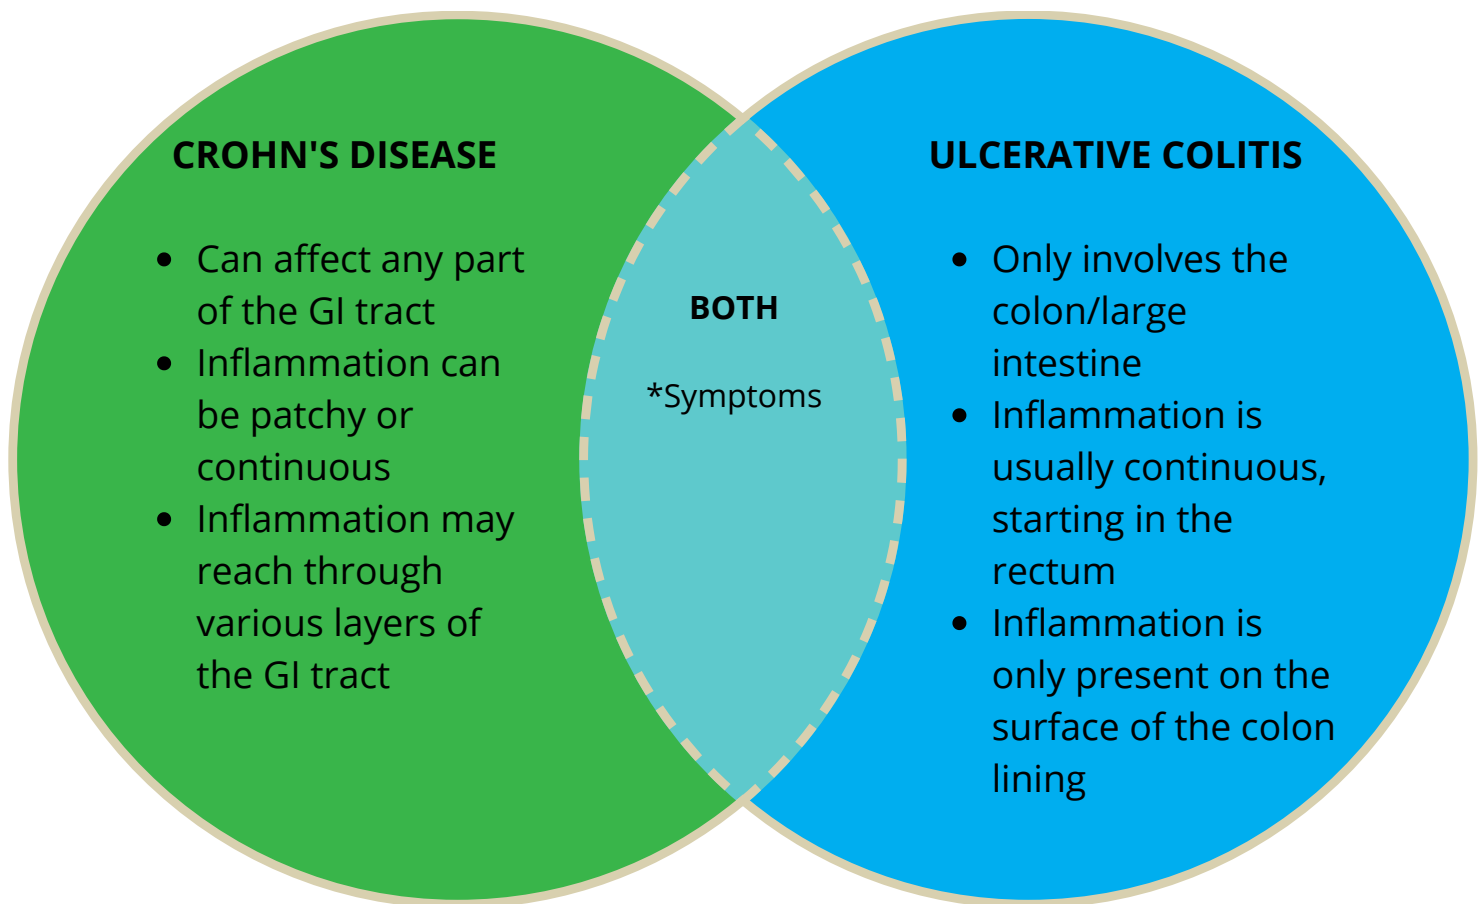 CROHN'S DISEASE
• Can affect any part
of the GI tract
• Inflammation can
be patchy or
continuous
• Inflammation may
reach through
various layers of
the GI tract
BOTH
*Symptoms
ULCERATIVE COLITIS
• Only involves the
colon/large
intestine
• Inflammation is
usually continuous,
starting in the
rectum
• Inflammation is
only present on the
surface of the colon
lining